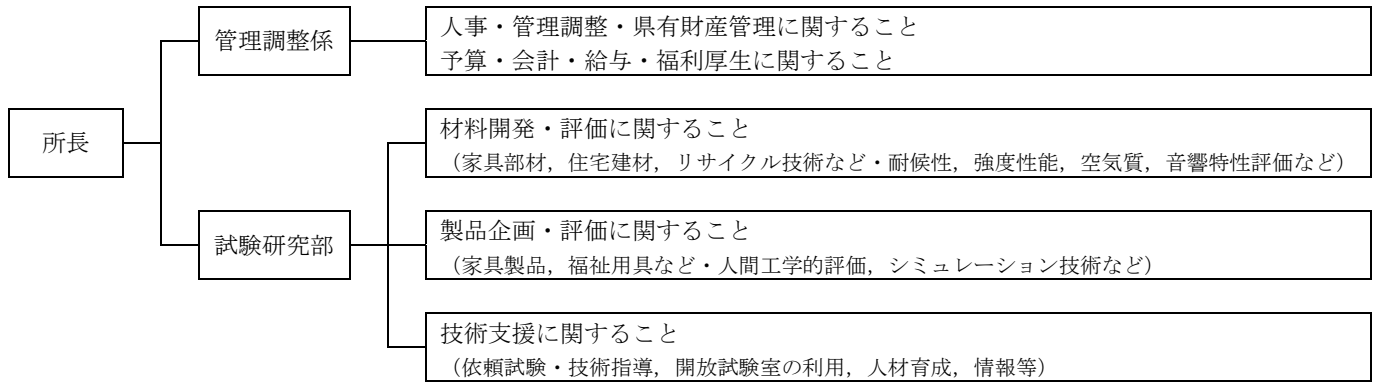 管理調整係
人事・管理調整・県有財産管理に関すること
予算・会計・給与・福利厚生に関すること
所長
材料開発・評価に関すること
（家具部材，住宅建材，リサイクル技術など・耐候性，強度性能，空気質，音響特性評価など）
試験研究部
製品企画・評価に関すること
（家具製品，福祉用具など・人間工学的評価，シミュレーション技術など）
技術支援に関すること
（依頼試験・技術指導，開放試験室の利用，人材育成，情報等）